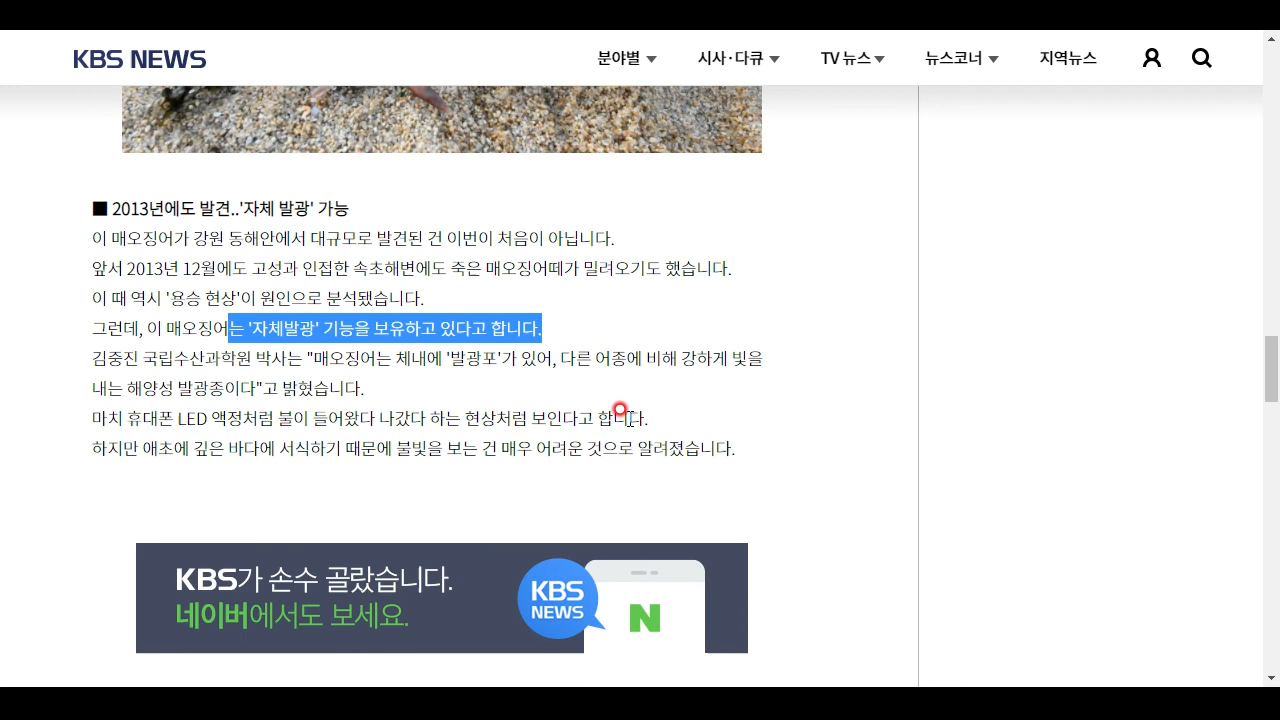 KBS NEWS
분야별 시사·다큐 TV 뉴스 뉴스코너 지역뉴스
■ 2013년에도 발견..'자체 발광' 가능
이 매오징어가 강원 동해안에서 대규모로 발견된 건 이번이 처음이 아닙니다.
앞서 2013년 12월에도 고성과 인접한 속초해변에도 죽은 매오징어떼가 밀려오기도 했습니다.
이 때 역시 '용승 현상'이 원인으로 분석됐습니다.
그런데, 이 매오징어는 '자체발광' 기능을 보유하고 있다고 합니다.
김중진 국립수산과학원 박사는 "매오징어는 체내에 '발광포'가 있어, 다른 어종에 비해 강하게 빛을
내는 해양성 발광종이다"고 밝혔습니다.
마치 휴대폰 LED 액정처럼 불이 들어왔다 나갔다 하는 현상처럼 보인다고 합니다.
하지만 애초에 깊은 바다에 서식하기 때문에 불빛을 보는 건 매우 어려운 것으로 알려졌습니다.
KBS가 손수 골랐습니다.
네이버에서도 보세요.
KBS
NEWS
N